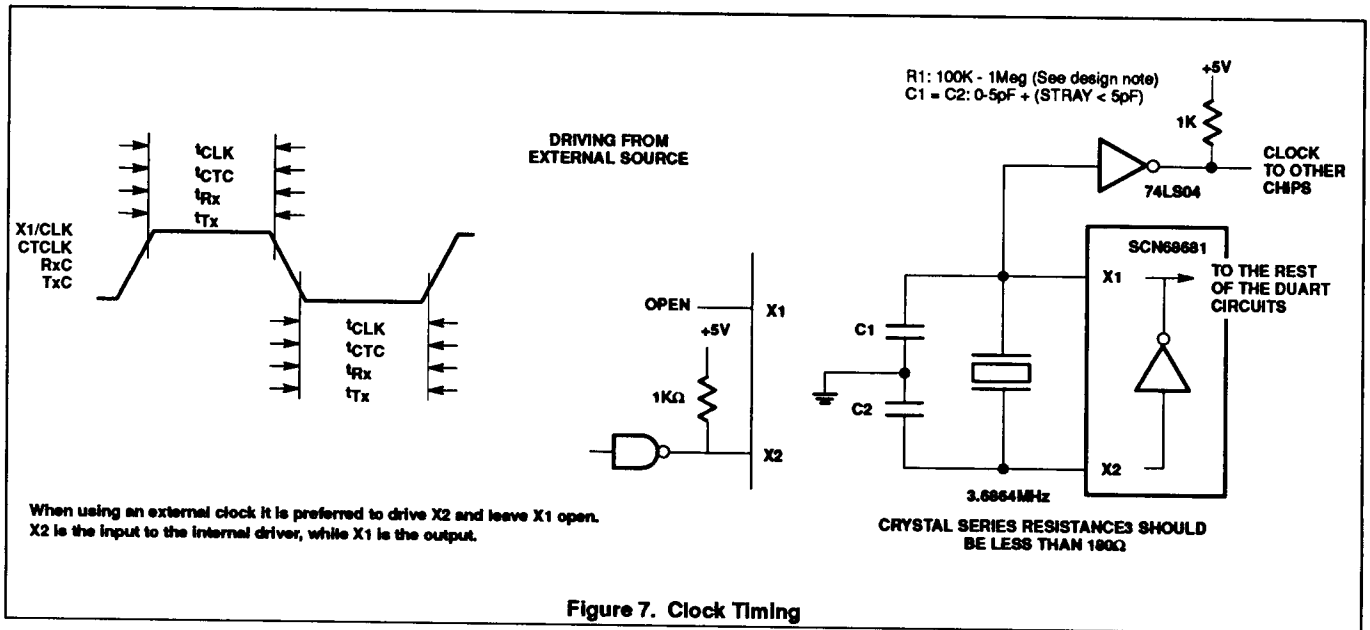 tCLK
tCTC
tRx
tTx
X1/CLK
CTCLK
RxC
TxC
tCLK
tCTC
tRx
tTx
DRIVING FROM
EXTERNAL SOURCE
OPEN
X1
+5V
1KΩ
X2
When using an external clock it is preferred to drive X2 and leave X1 open.
X2 is the input to the internal driver, while X1 is the output.
R1: 100K - 1Meg (See design note)
C1 = C2: 0-5pF + (STRAY < 5pF)
+5V
1K
74LS04
CLOCK
TO OTHER
CHIPS
SCN68681
X1
TO THE REST
OF THE DUART
CIRCUITS
C1
C2
X2
3.6864MHz
CRYSTAL SERIES RESISTANCE3 SHOULD
BE LESS THAN 180Ω
Figure 7. Clock Timing